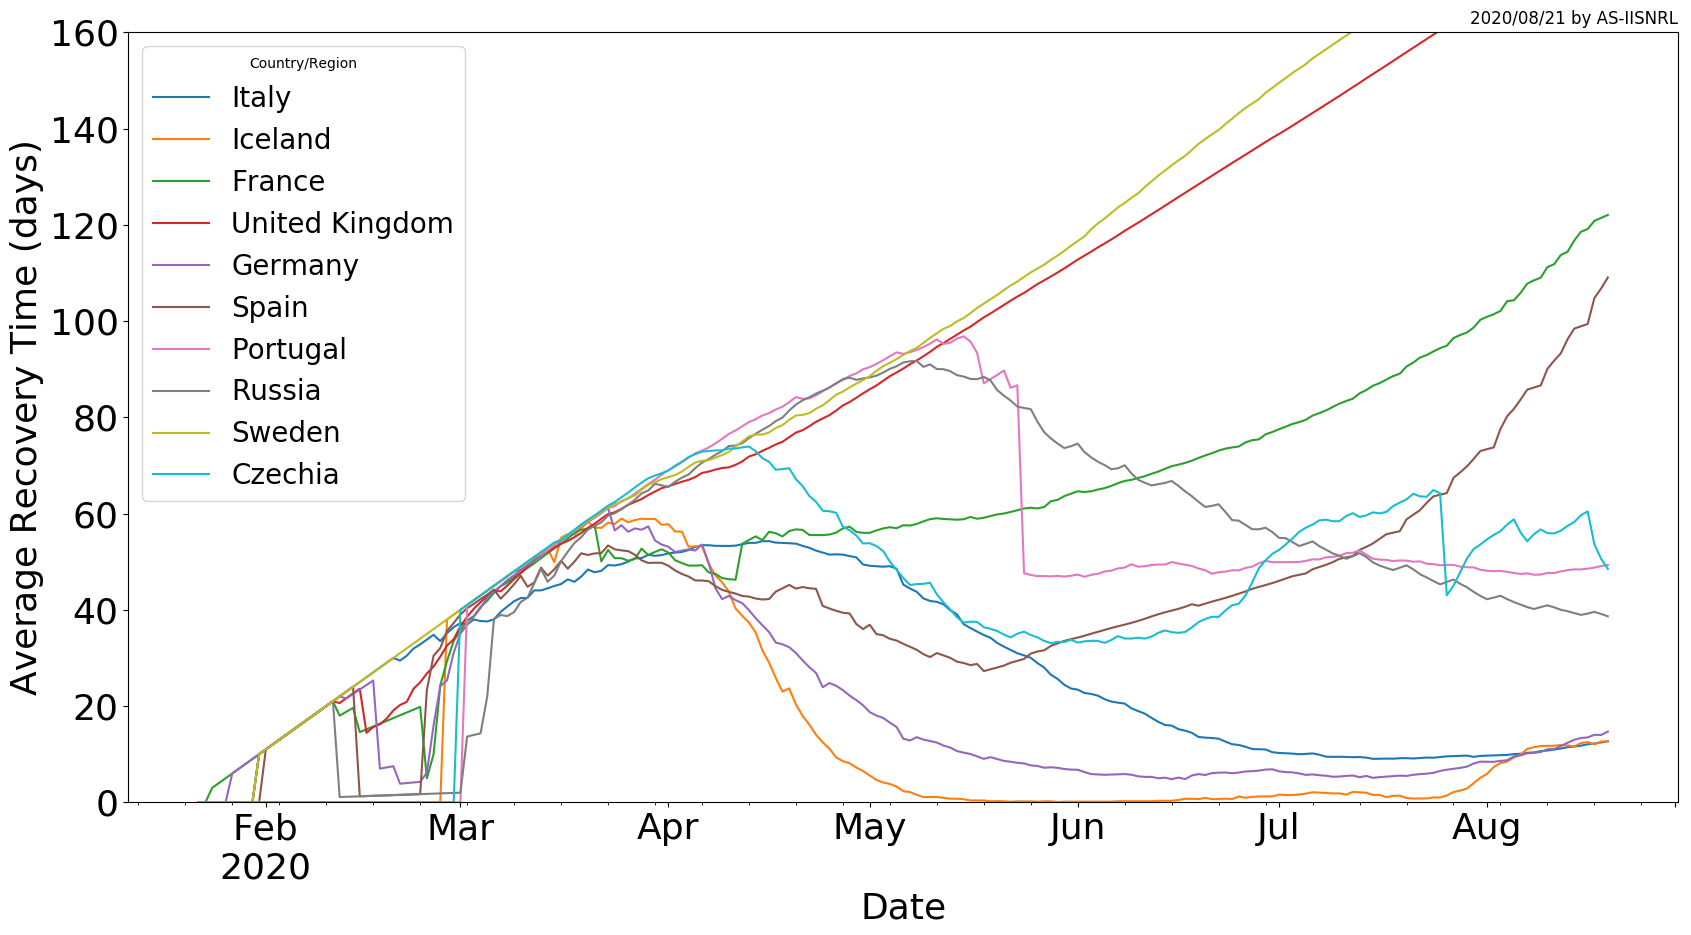 2020/08/21 by AS-IISNRL
Average Recovery Time (days)
160
140
120
100
80
60
40
20
0
Country/Region
Italy
Iceland
France
United Kingdom
Germany
Spain
Portugal
Russia
Sweden
Czechia
Feb Mar Apr May Jun Jul Aug
2020
Date